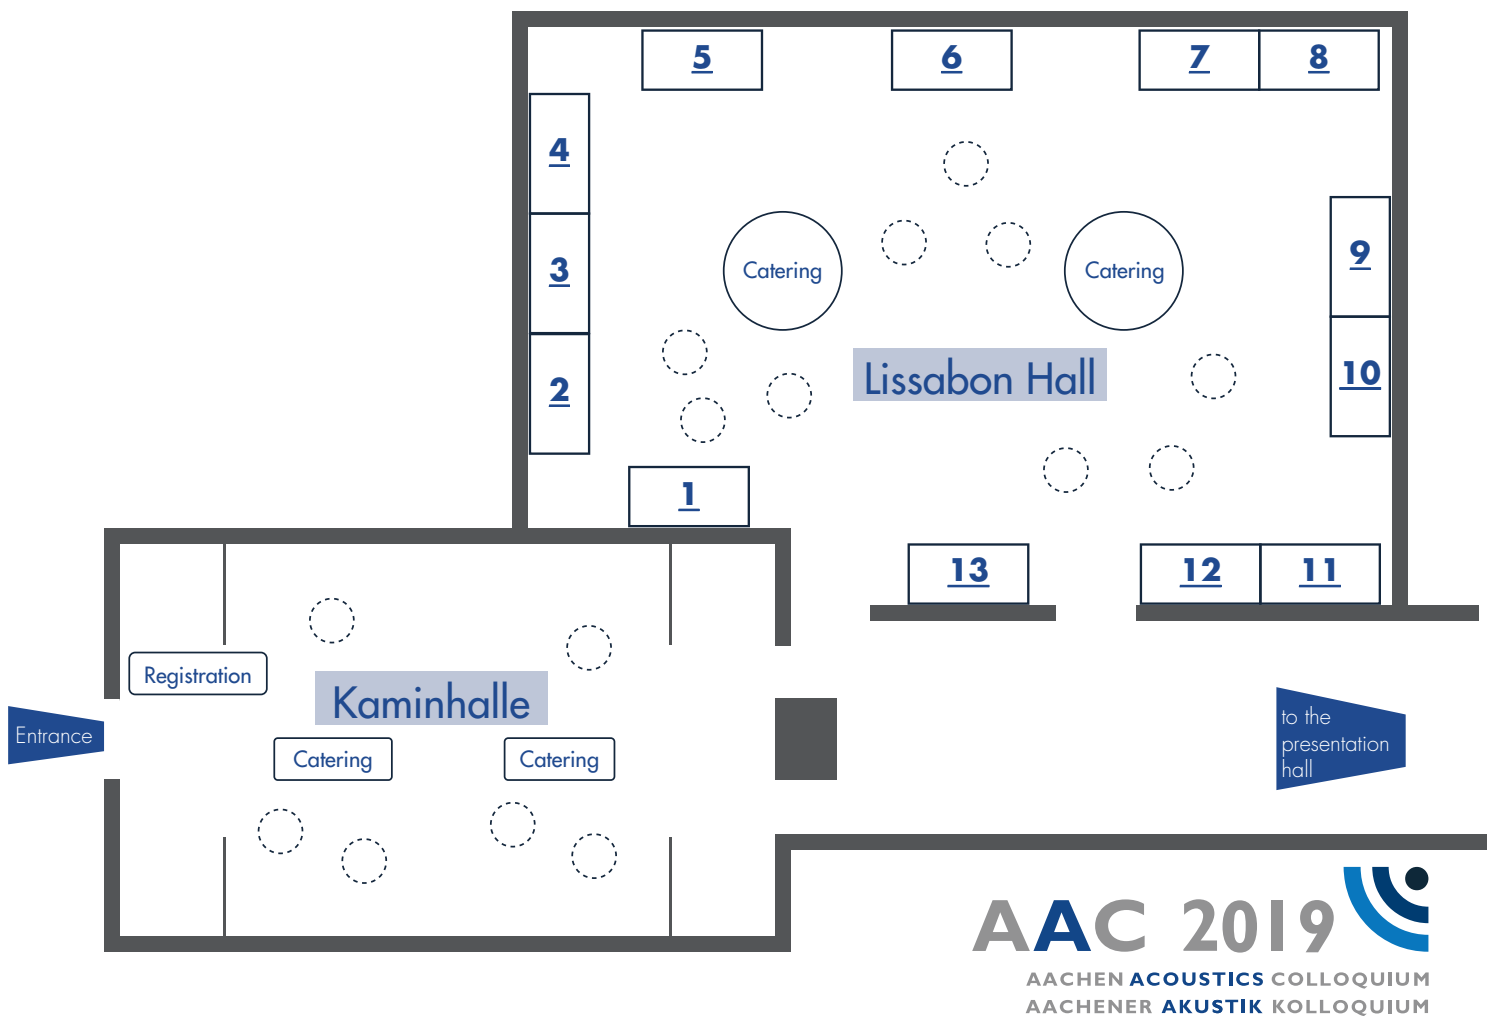 5
6
7
8
4
3
2
1
9
10
Catering
Catering
Lissabon Hall
13
12
11
Registration
Kaminhalle
Entrance
Catering
Catering
to the
presentation
hall
AAC 2019
AACHEN ACOUSTICS COLLOQUIUM
AACHENER AKUSTIK KOLLOQUIUM